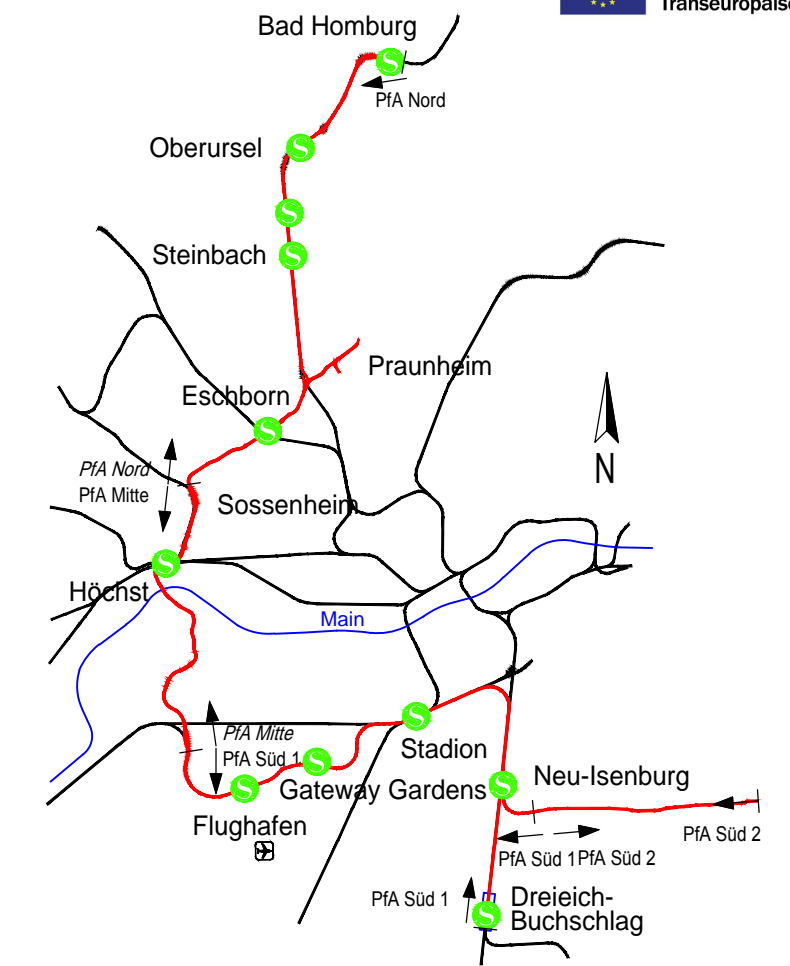 Transeuropäise
Bad Homburg
PfA Nord
Oberursel
Steinbach
Praunheim
Eschborn
N
PfA Nord
PfA Mitte
Sossenheim
Höchst
Main
PfA Mitte
PfA Süd 1
Stadion
Gateway Gardens
Neu-Isenburg
Flughafen
PfA Süd 2
PfA Süd 1 PfA Süd 2
PfA Süd 1
Dreieich-
Buchschlag